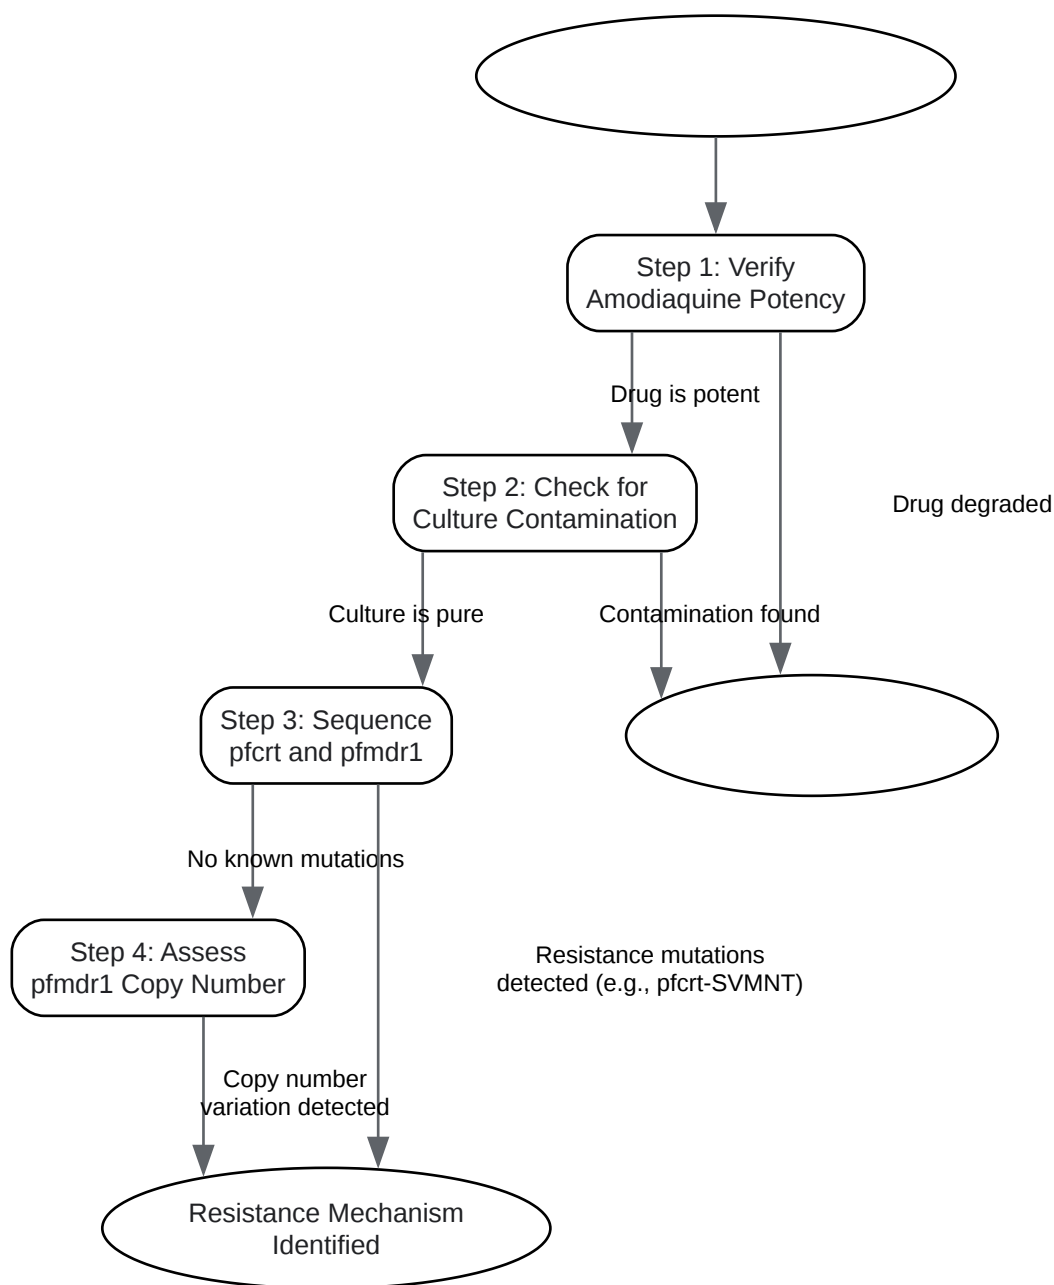 Step 1: Verify
Amodiaquine Potency
Drug is potent
Step 2: Check for
Culture Contamination
Drug degraded
Culture is pure
Contamination found
Step 3: Sequence
pfcrt and pfmdr1
No known mutations
Step 4: Assess
pfmdr1 Copy Number
Resistance mutations
detected (e.g., pfcrt-SVMNT)
Copy number
variation detected
Resistance Mechanism
Identified